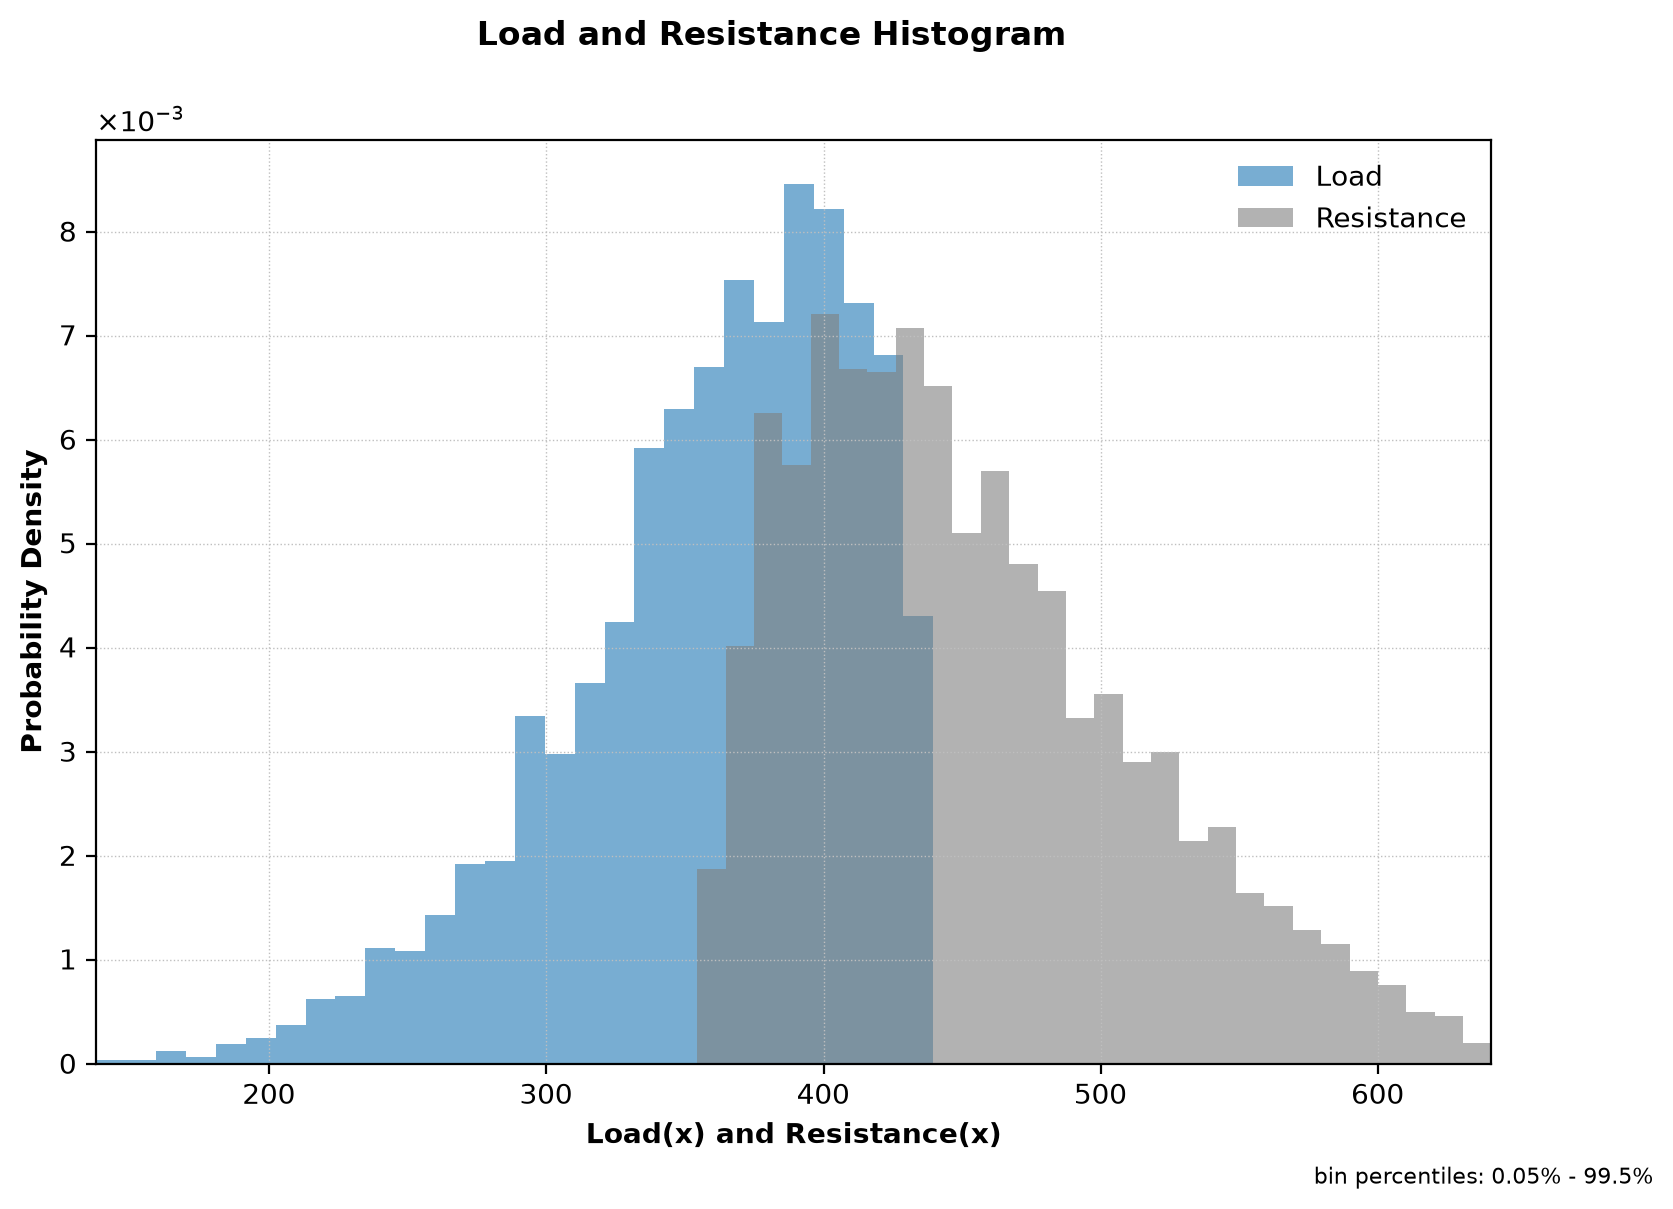 Load and Resistance Histogram
×10⁻³
Load
Resistance
8
7
6
5
4
3
2
1
0
Probability Density
200 300 400 500 600
Load(x) and Resistance(x)
bin percentiles: 0.05% - 99.5%